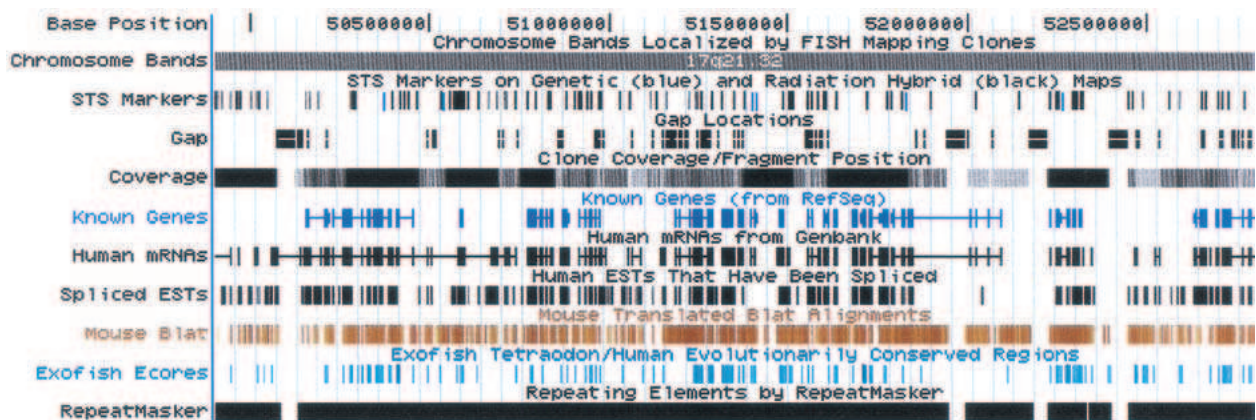 Base Position 50500000| 51000000| 51500000| 52000000| 52500000|
Chromosome Bands Localized by FISH Mapping Clones
Chromosome Bands 17q21.32
STS Markers on Genetic (blue) and Radiation Hybrid (black) Maps
STS Markers
Gap Locations
Gap
Clone Coverage/Fragment Position
Coverage
Known Genes (from RefSeq)
Known Genes
Human mRNAs from Genbank
Human mRNAs
Human ESTs That Have Been Spliced
Spliced ESTs
Mouse Translated Blat Alignments
Mouse Blat
Exofish Tetraodon/Human Evolutionarily Conserved Regions
Exofish Ecores
Repeating Elements by RepeatMasker
RepeatMasker